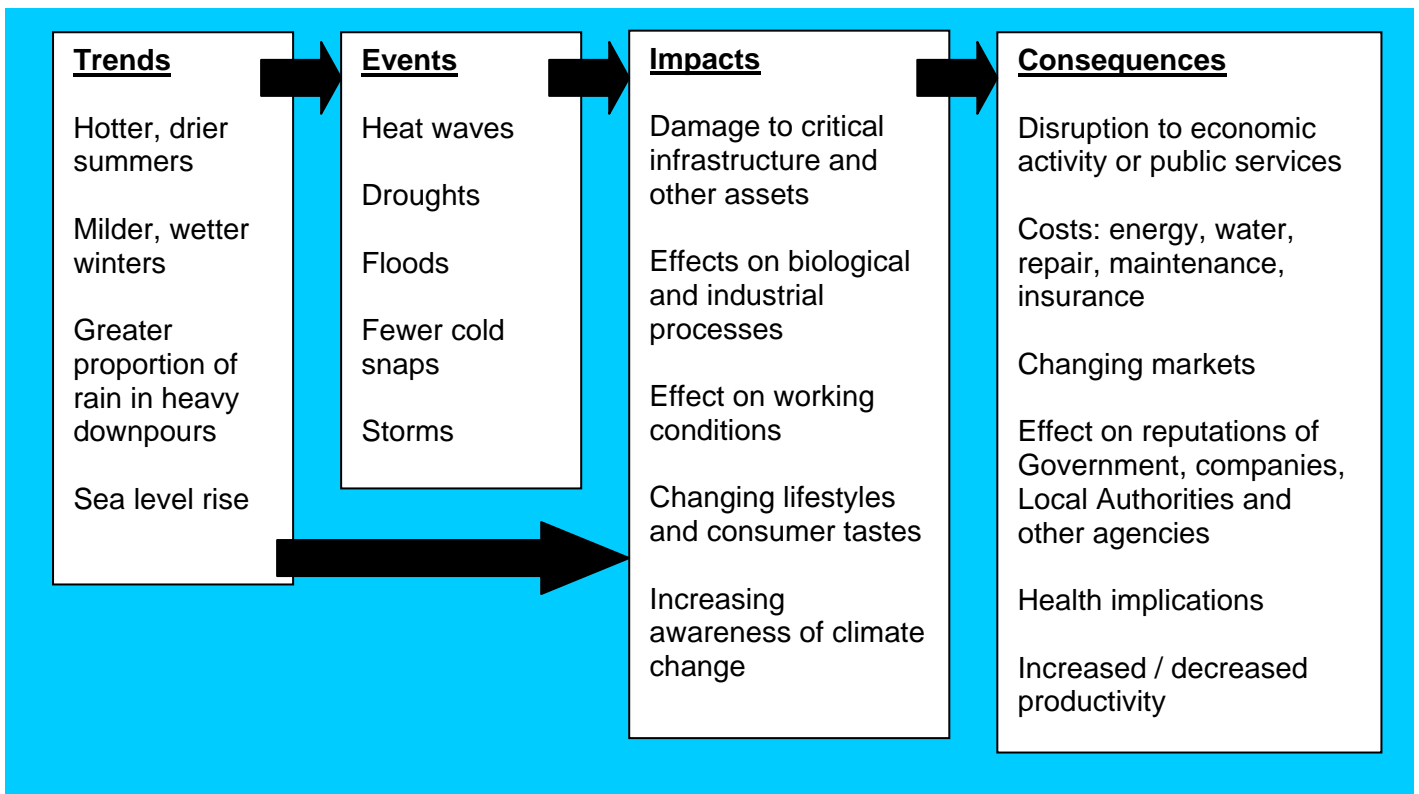 Trends
Hotter, drier
summers
Milder, wetter
winters
Greater
proportion of
rain in heavy
downpours
Sea level rise
Events
Heat waves
Droughts
Floods
Fewer cold
snaps
Storms
Impacts
Damage to critical
infrastructure and
other assets
Effects on biological
and industrial
processes
Effect on working
conditions
Changing lifestyles
and consumer tastes
Increasing
awareness of climate
change
Consequences
Disruption to economic
activity or public services
Costs: energy, water,
repair, maintenance,
insurance
Changing markets
Effect on reputations of
Government, companies,
Local Authorities and
other agencies
Health implications
Increased / decreased
productivity